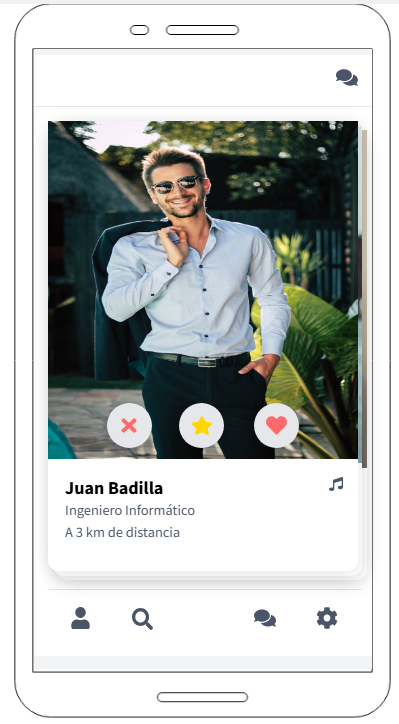 Juan Badilla
Ingeniero Informático
A 3 km de distancia